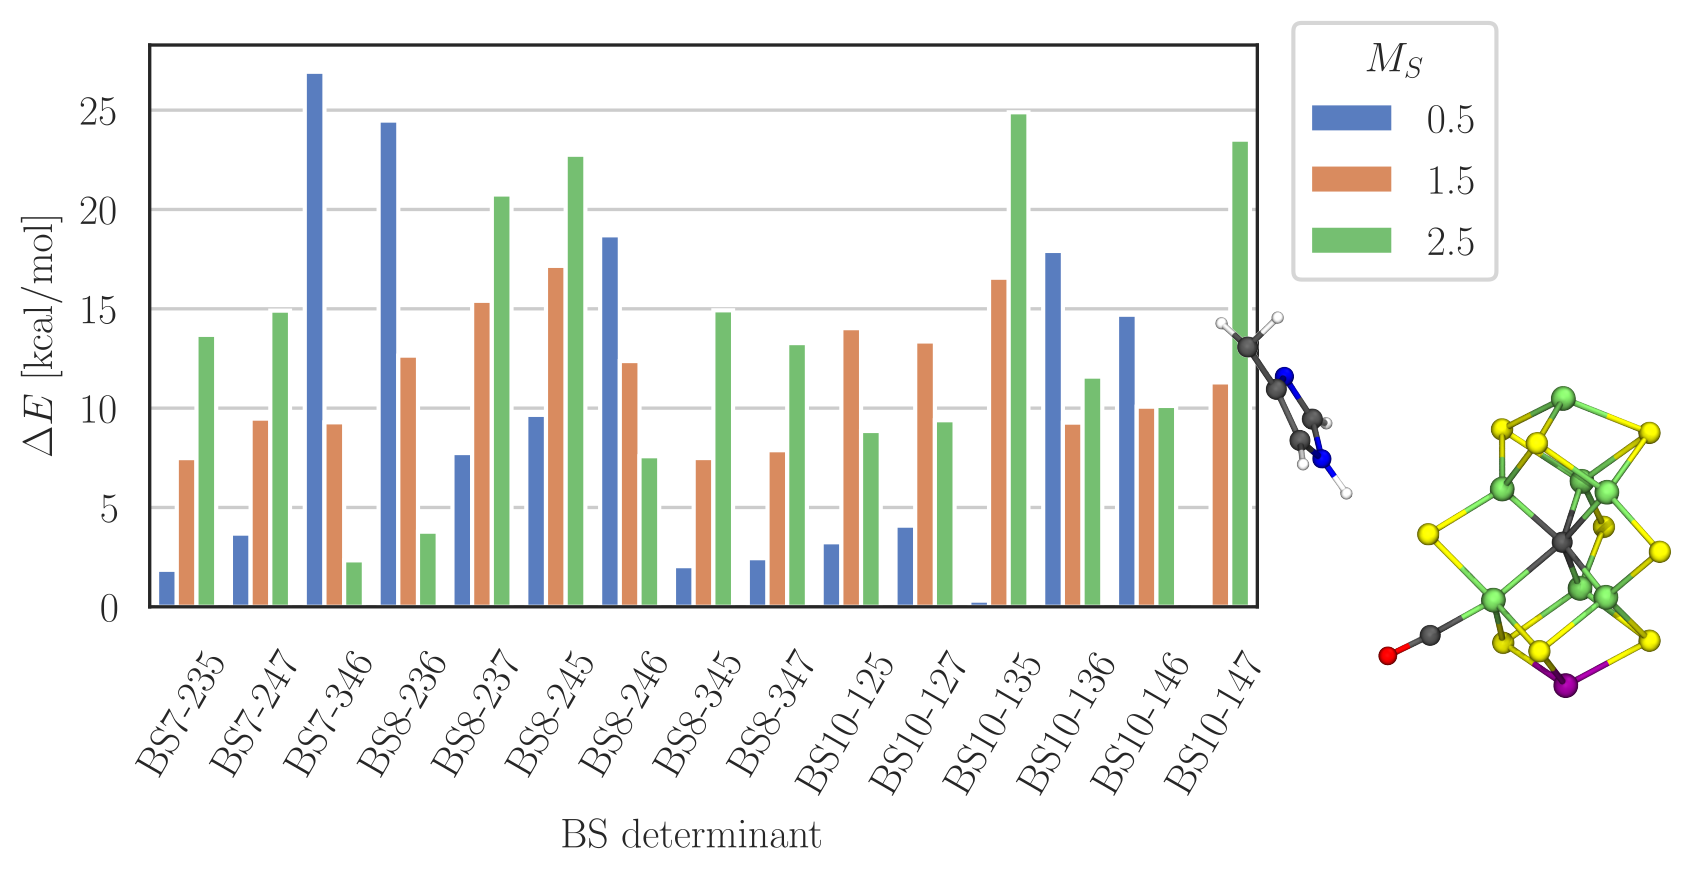 M_S
0.5
1.5
2.5
ΔE [kcal/mol]
25
20
15
10
5
0
BS7-235
BS7-247
BS7-346
BS8-236
BS8-237
BS8-245
BS8-246
BS8-345
BS8-347
BS10-125
BS10-127
BS10-135
BS10-136
BS10-146
BS10-147
BS determinant